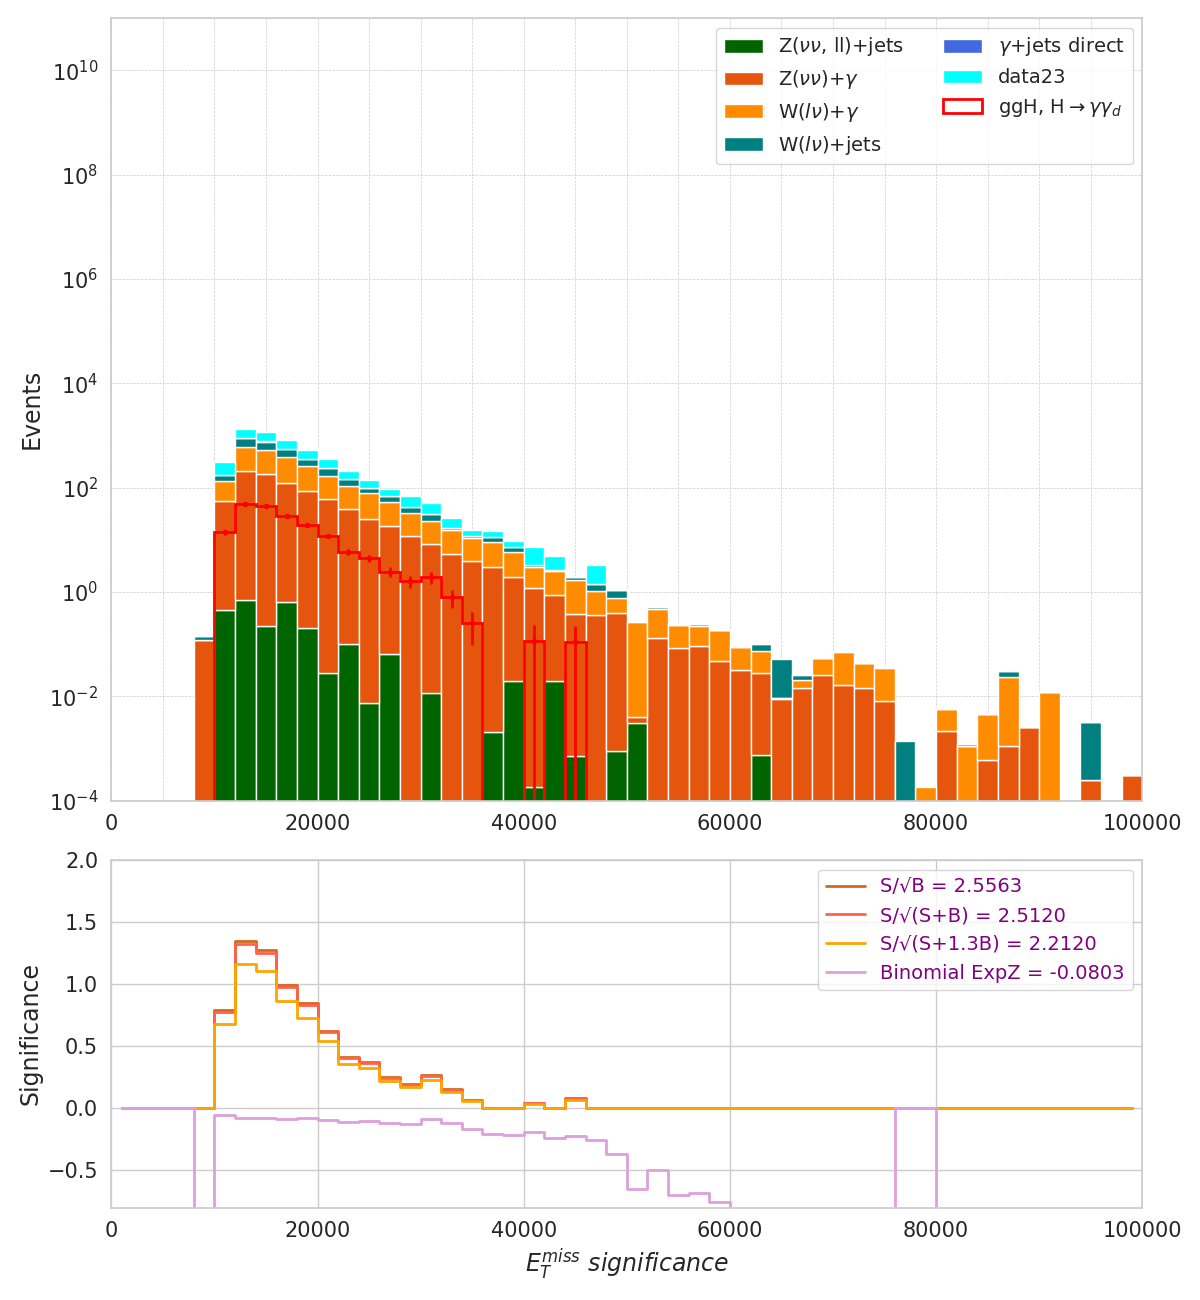 Z(νν, ll)+jets
Z(νν)+γ
W(lν)+γ
W(lν)+jets
γ+jets direct
data23
ggH, H→γγ_d
Events
10^10
10^8
10^6
10^4
10^2
10^0
10^−2
10^−4
0 20000 40000 60000 80000 100000
S/√B = 2.5563
S/√(S+B) = 2.5120
S/√(S+1.3B) = 2.2120
Binomial ExpZ = -0.0803
Significance
2.0
1.5
1.0
0.5
0.0
−0.5
0 20000 40000 60000 80000 100000
E_T^miss significance